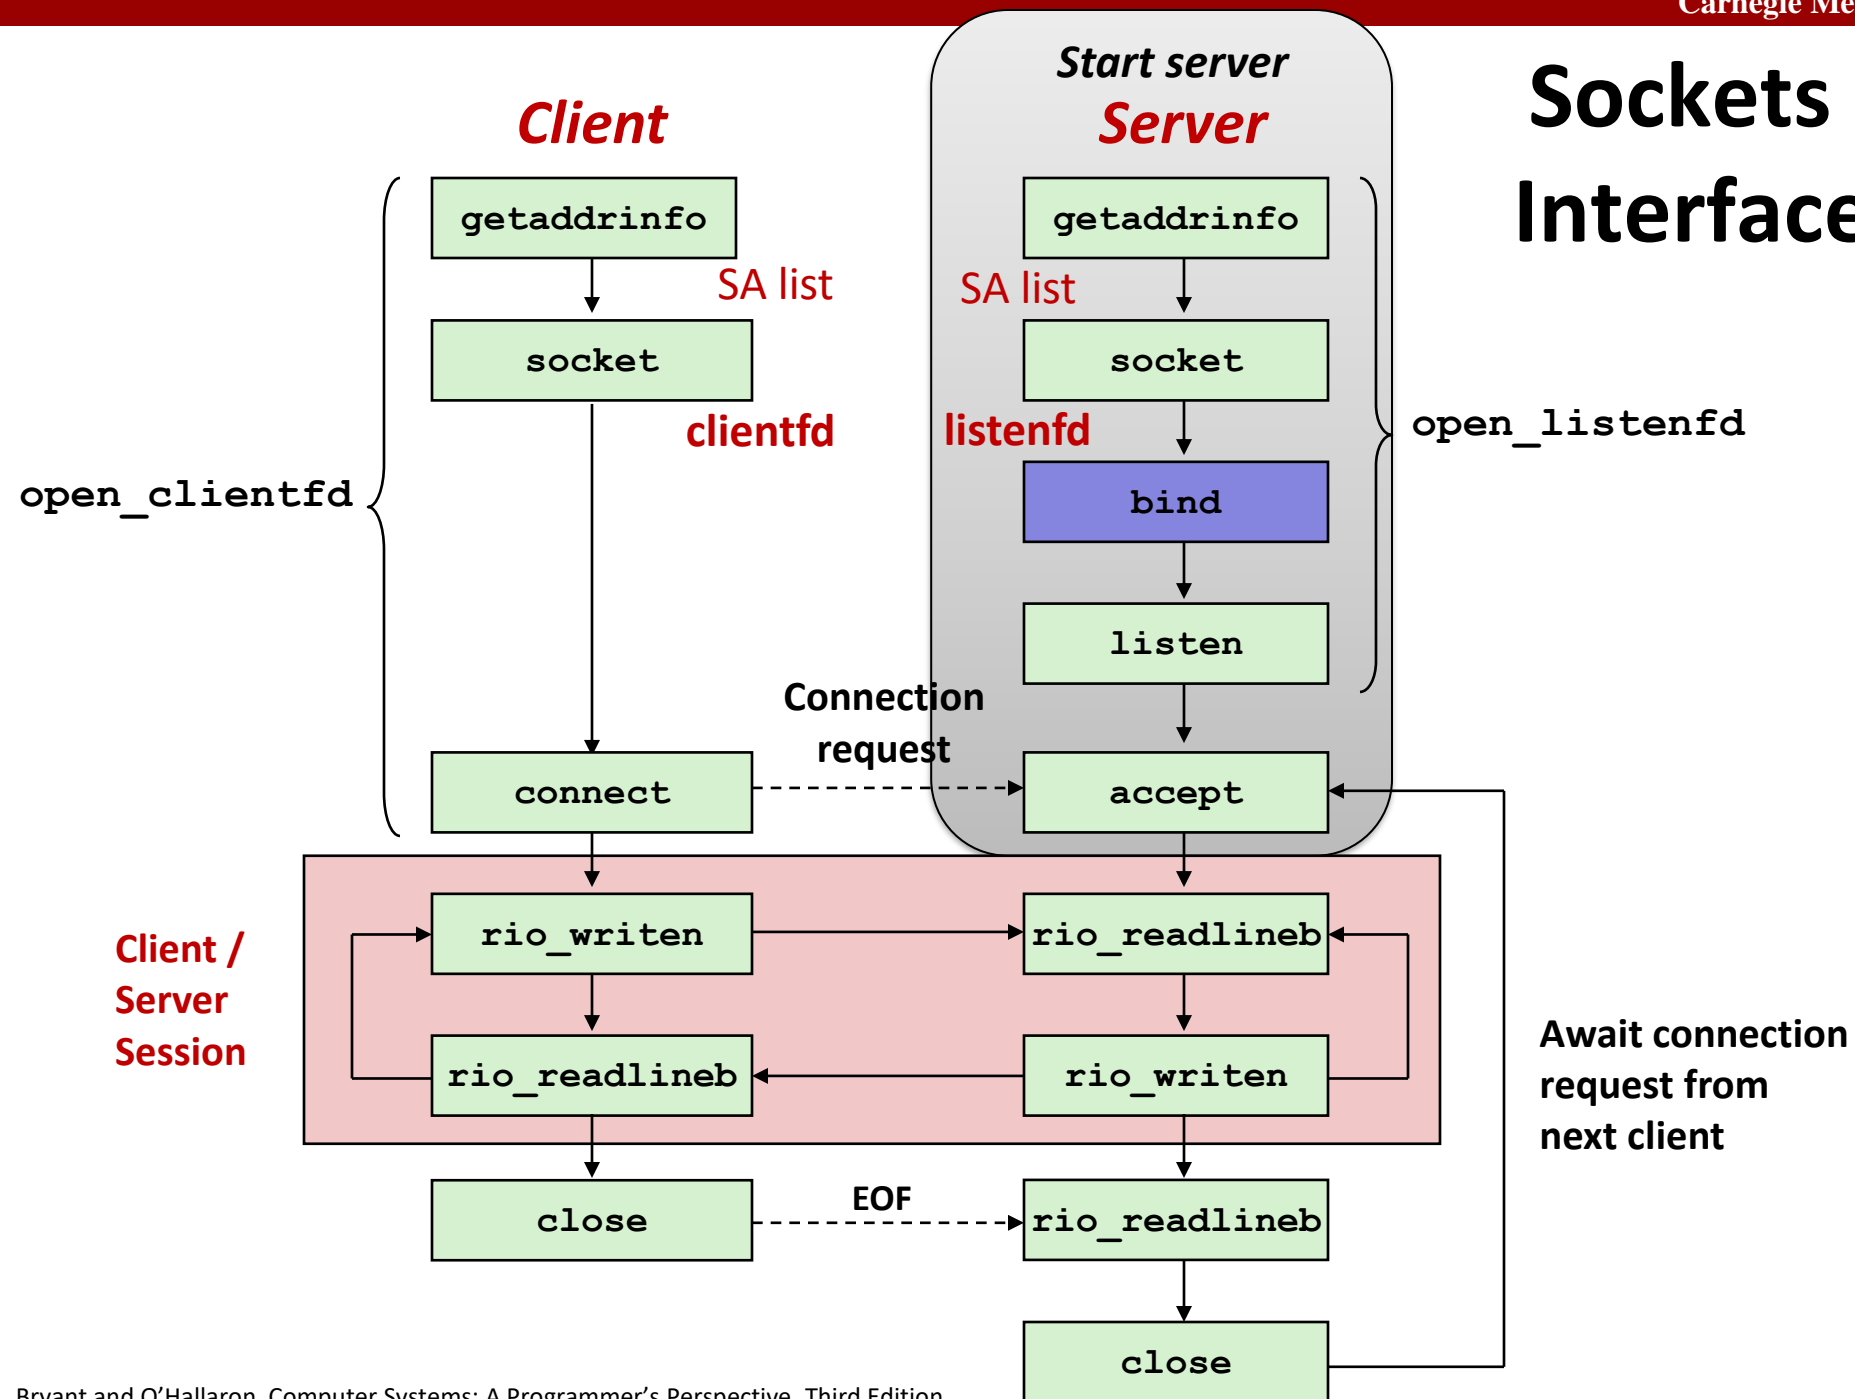 Carnegie Me
Start server
Sockets
Interface
Client
Server
getaddrinfo
getaddrinfo
SA list
SA list
socket
socket
clientfd
listenfd
open_listenfd
open_clientfd
bind
listen
Connection
request
connect
accept
Client /
Server
Session
rio_writen
rio_readlineb
rio_readlineb
rio_writen
Await connection
request from
next client
close
EOF
rio_readlineb
close
Bryant and O'Hallaron, Computer Systems: A Programmer's Perspective, Third Edition